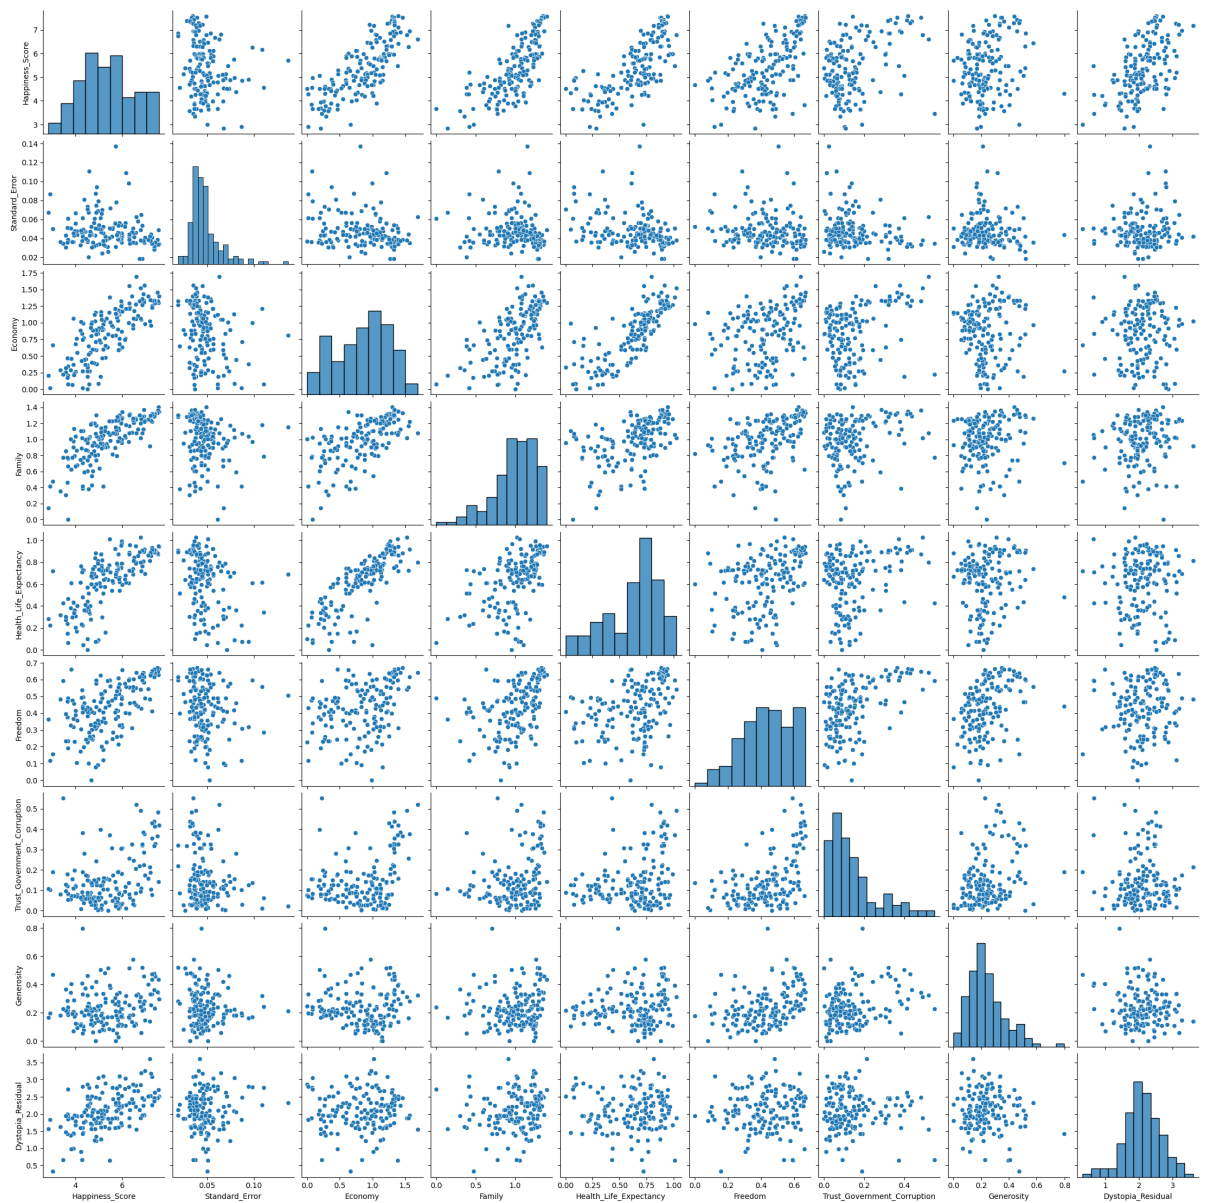 Happiness_Score
7
6
5
4
3
Standard_Error
0.14
0.12
0.10
0.08
0.06
0.04
0.02
Economy
1.75
1.50
1.25
1.00
0.75
0.50
0.25
0.00
Family
1.4
1.2
1.0
0.8
0.6
0.4
0.2
0.0
Health_Life_Expectancy
1.0
0.8
0.6
0.4
0.2
0.0
Freedom
0.7
0.6
0.5
0.4
0.3
0.2
0.1
0.0
Trust_Government_Corruption
0.5
0.4
0.3
0.2
0.1
0.0
Generosity
0.8
0.6
0.4
0.2
0.0
Dystopia_Residual
3.5
3.0
2.5
2.0
1.5
1.0
0.5
4 6
0.05 0.10
0.0 0.5 1.0 1.5
0.0 0.5 1.0
0.00 0.25 0.50 0.75 1.00
0.0 0.2 0.4 0.6
0.0 0.2 0.4
0.0 0.2 0.4 0.6 0.8
1 2 3
Happiness_Score
Standard_Error
Economy
Family
Health_Life_Expectancy
Freedom
Trust_Government_Corruption
Generosity
Dystopia_Residual